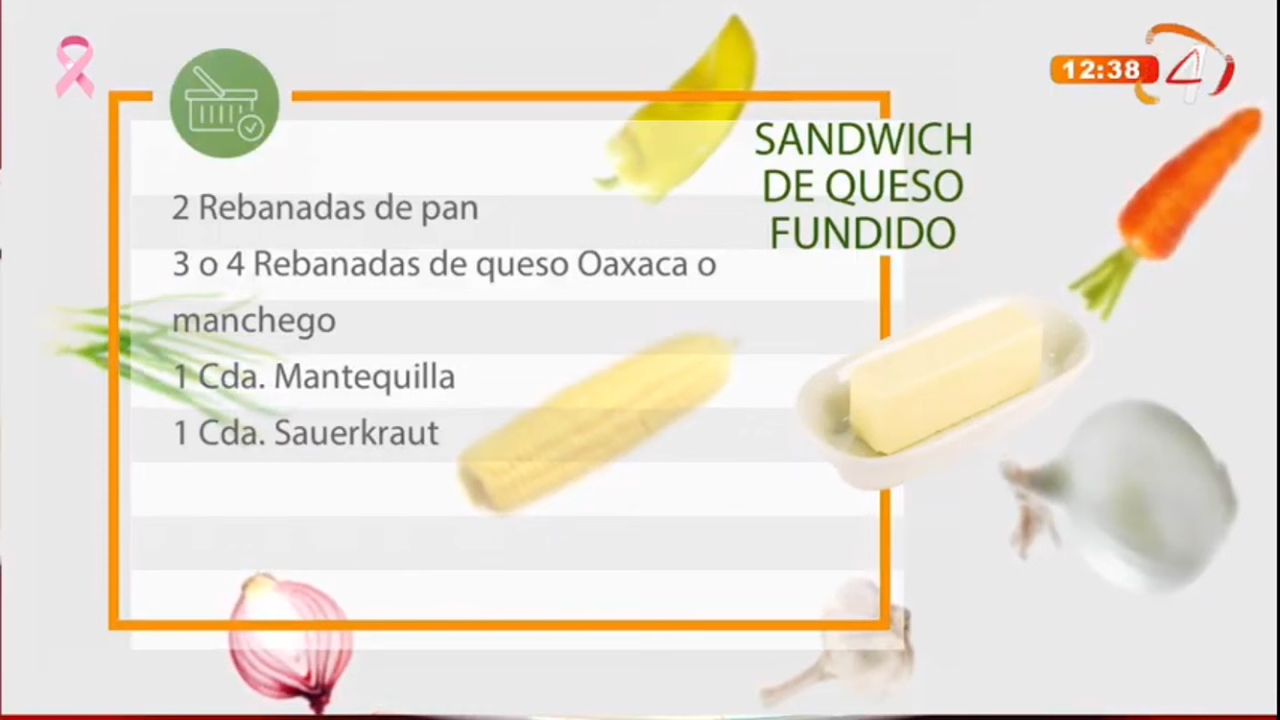 12:38
4
SANDWICH
DE QUESO
FUNDIDO
2 Rebanadas de pan
3 o 4 Rebanadas de queso Oaxaca o
manchego
1 Cda. Mantequilla
1 Cda. Sauerkraut